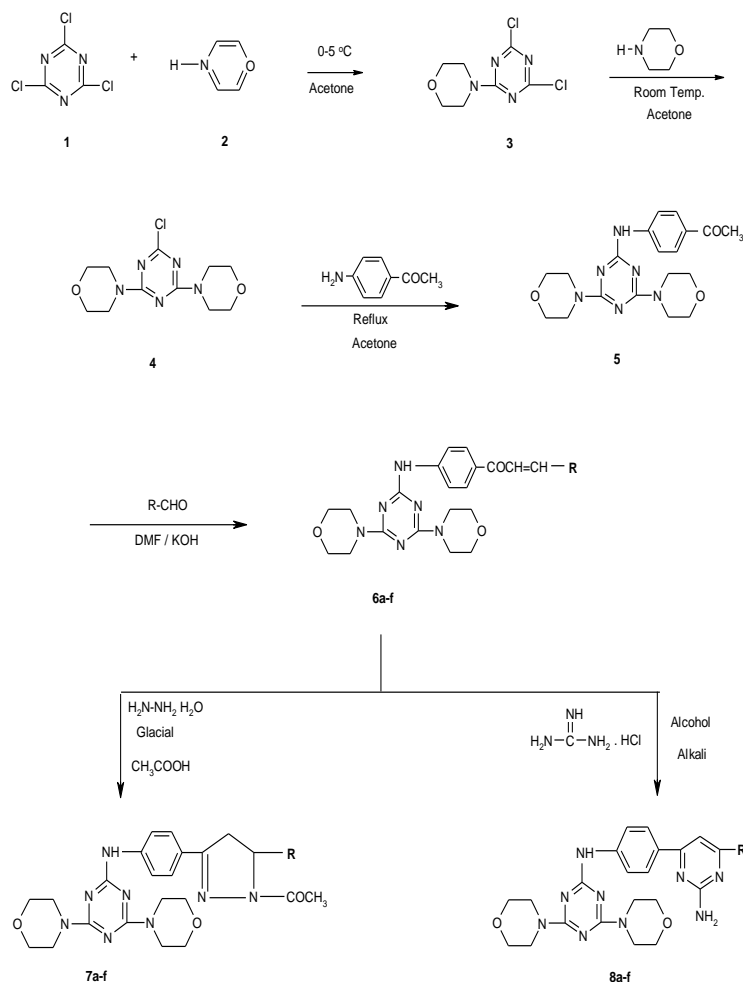 Cl
N
N
N
Cl
Cl
1
+
H
N
O
2
0-5 °C
Acetone
Cl
N
N
N
Cl
N
O
3
H
N
O
Room Temp.
Acetone
Cl
N
N
N
N
O
N
O
4
H2N
COCH3
Reflux
Acetone
NH
COCH3
N
N
N
N
O
N
O
5
R-CHO
DMF / KOH
NH
COCH=CH
R
N
N
N
N
O
N
O
6a-f
H2N-NH2 H2O
Glacial
CH3COOH
NH
H2N—C—NH2 . HCl
Alcohol
Alkali
NH
R
N
N
COCH3
N
N
N
N
O
N
O
7a-f
NH
R
N
N
NH2
N
N
N
N
O
N
O
8a-f